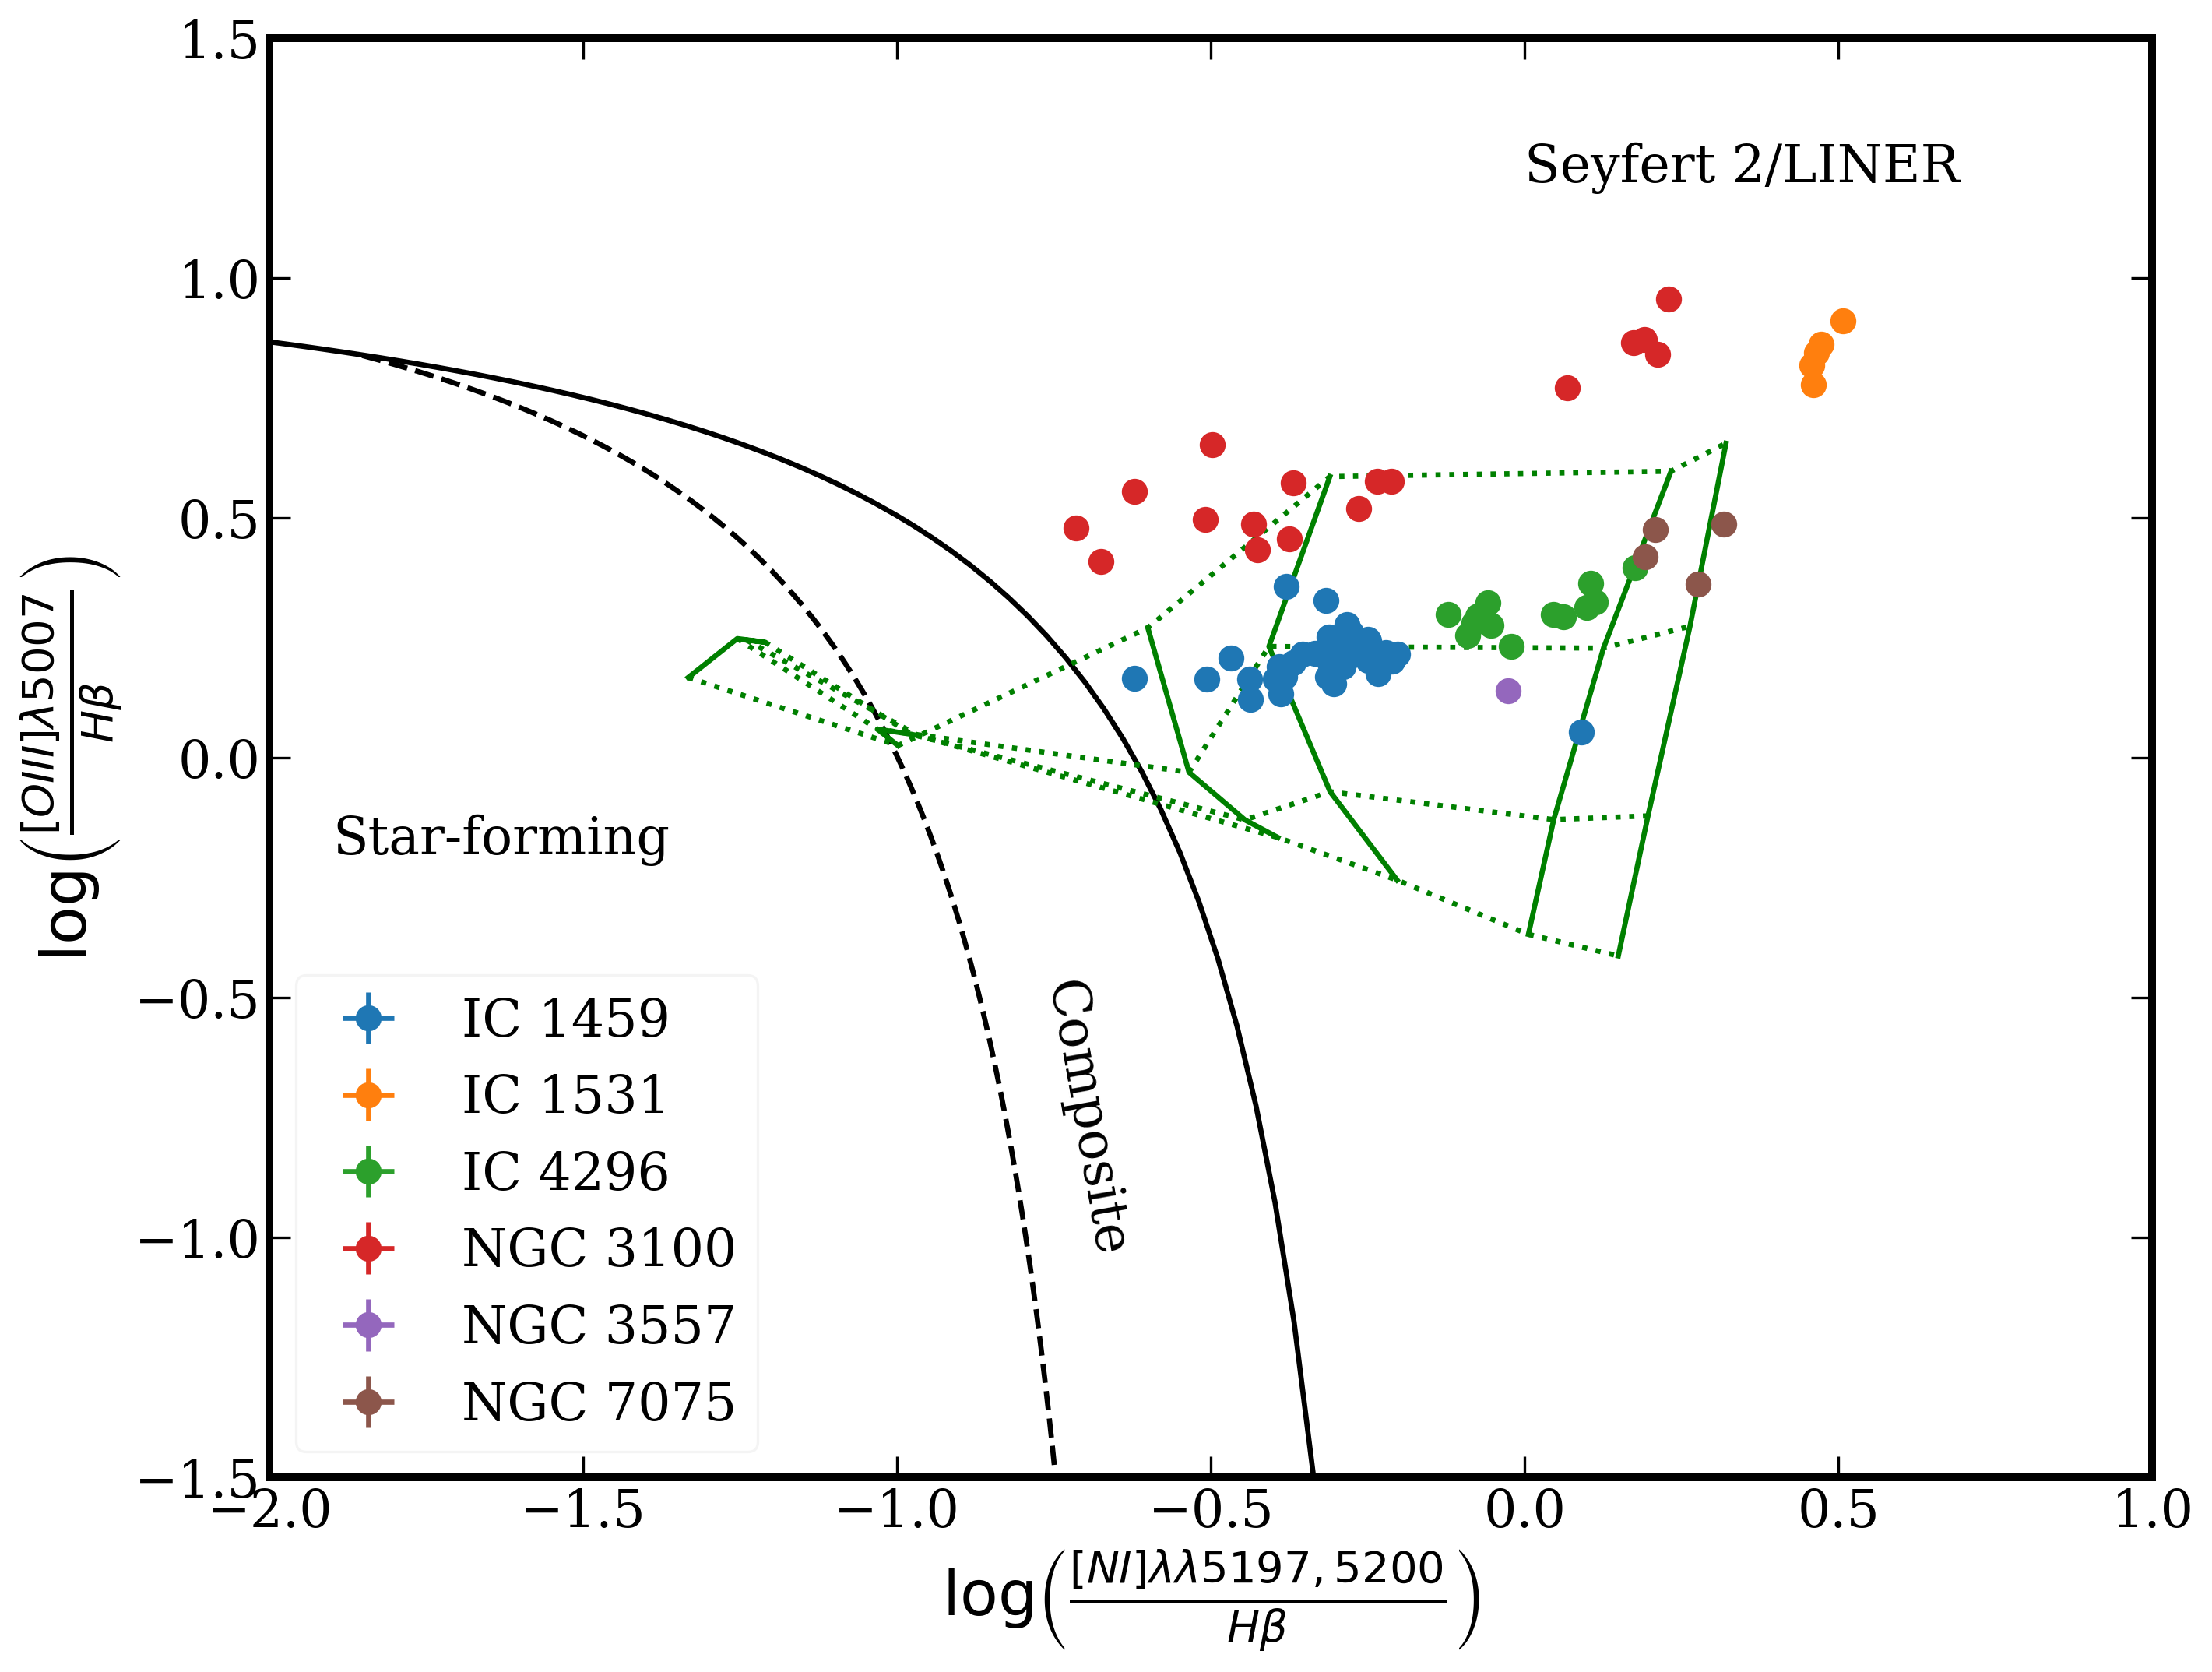 1.5
Seyfert 2/LINER
1.0
0.5
0.0
−0.5
−1.0
−1.5
log([OIII]λ5007/Hβ)
Star-forming
Composite
IC 1459
IC 1531
IC 4296
NGC 3100
NGC 3557
NGC 7075
−2.0 −1.5 −1.0 −0.5 0.0 0.5 1.0
log([NI]λλ5197, 5200/Hβ)